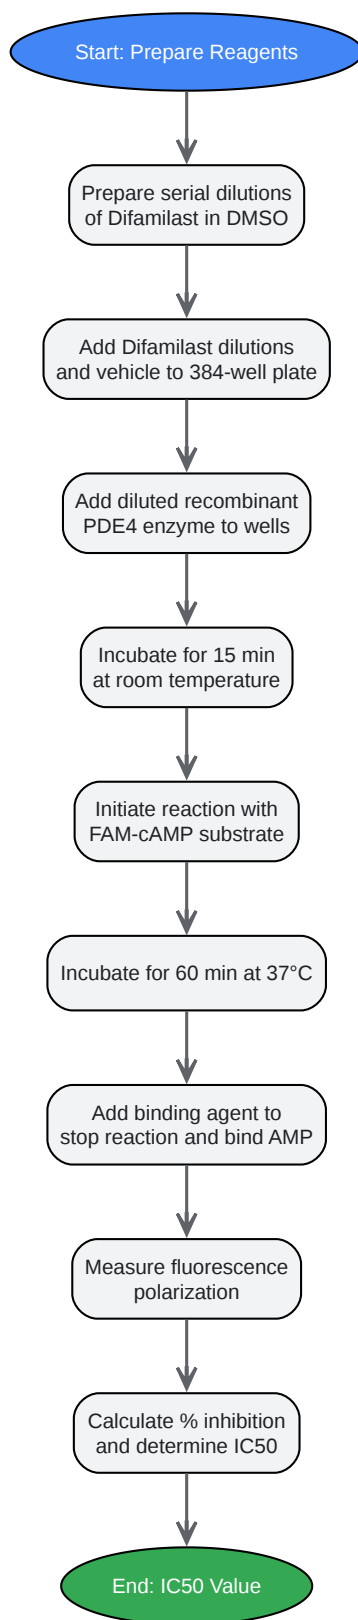 Start: Prepare Reagents
Prepare serial dilutions
of Difamilast in DMSO
Add Difamilast dilutions
and vehicle to 384-well plate
Add diluted recombinant
PDE4 enzyme to wells
Incubate for 15 min
at room temperature
Initiate reaction with
FAM-cAMP substrate
Incubate for 60 min at 37°C
Add binding agent to
stop reaction and bind AMP
Measure fluorescence
polarization
Calculate % inhibition
and determine IC50
End: IC50 Value